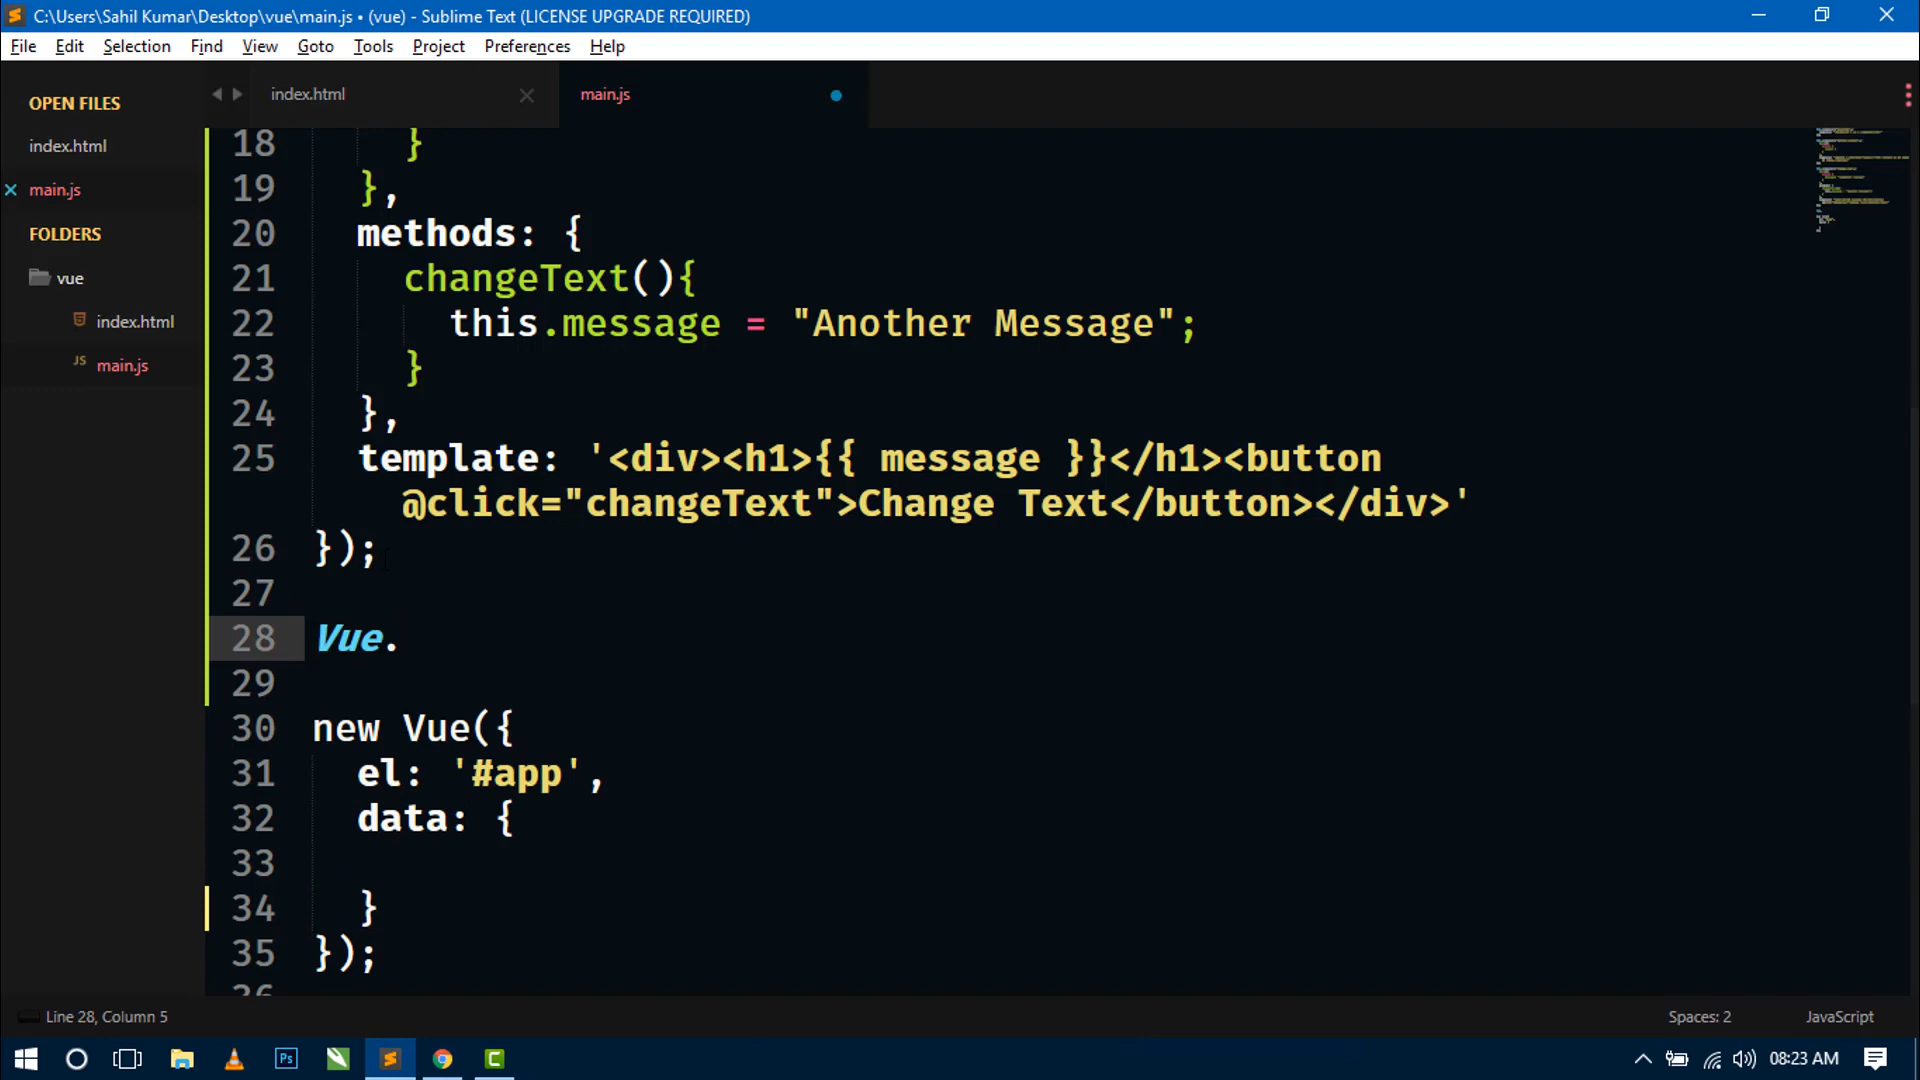 C:\Users\Sahil Kumar\Desktop\vue\main.js • (vue) - Sublime Text (LICENSE UPGRADE REQUIRED)
File Edit Selection Find View Goto Tools Project Preferences Help
OPEN FILES
index.html
main.js
FOLDERS
vue
index.html
JS main.js
index.html
main.js
18 }
19 },
20 methods: {
21 changeText(){
22 this.message = "Another Message";
23 }
24 },
25 template: '<div><h1>{{ message }}</h1><button
@click="changeText">Change Text</button></div>'
26 });
27
28 Vue.
29
30 new Vue({
31 el: '#app',
32 data: {
33
34 }
35 });
36
Line 28, Column 5
Spaces: 2
JavaScript
Ps
C
08:23 AM